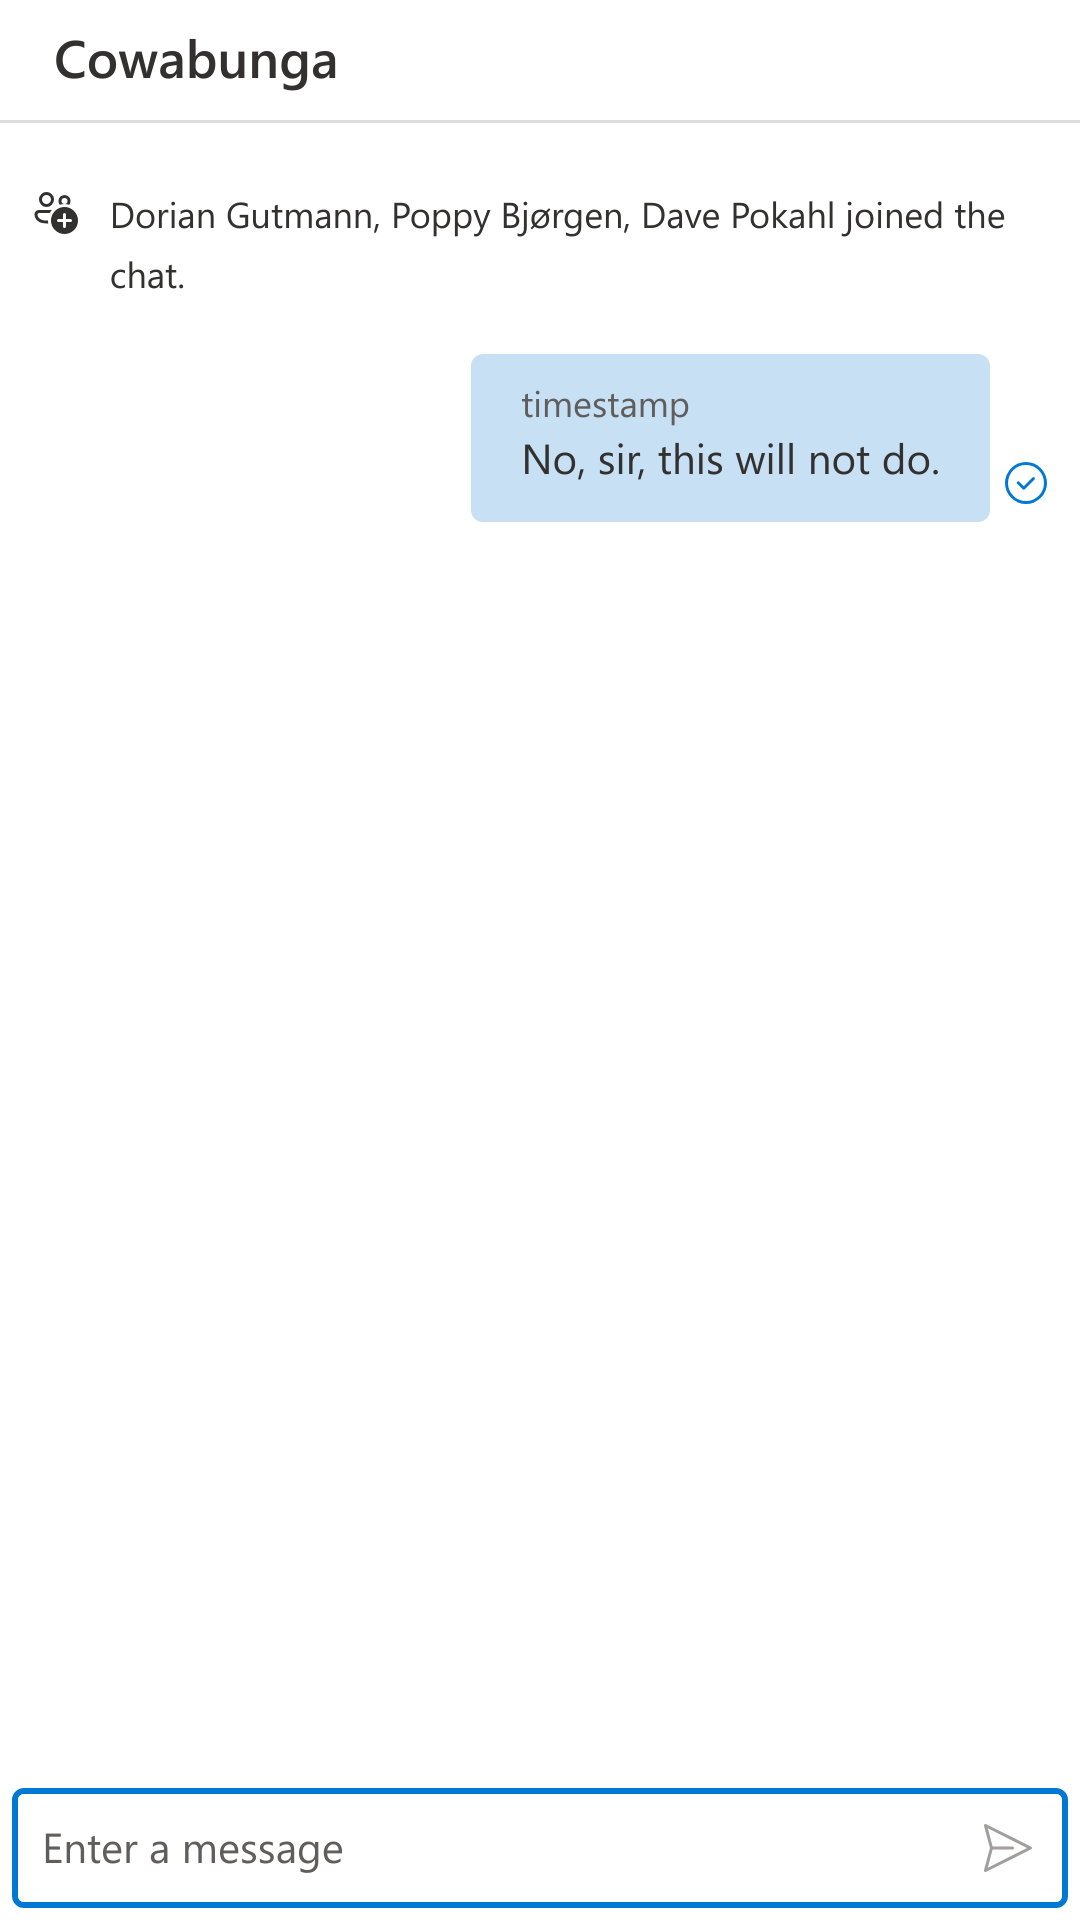 Cowabunga
Dorian Gutmann, Poppy Bjørgen, Dave Pokahl joined the
chat.
timestamp
No, sir, this will not do.
Enter a message